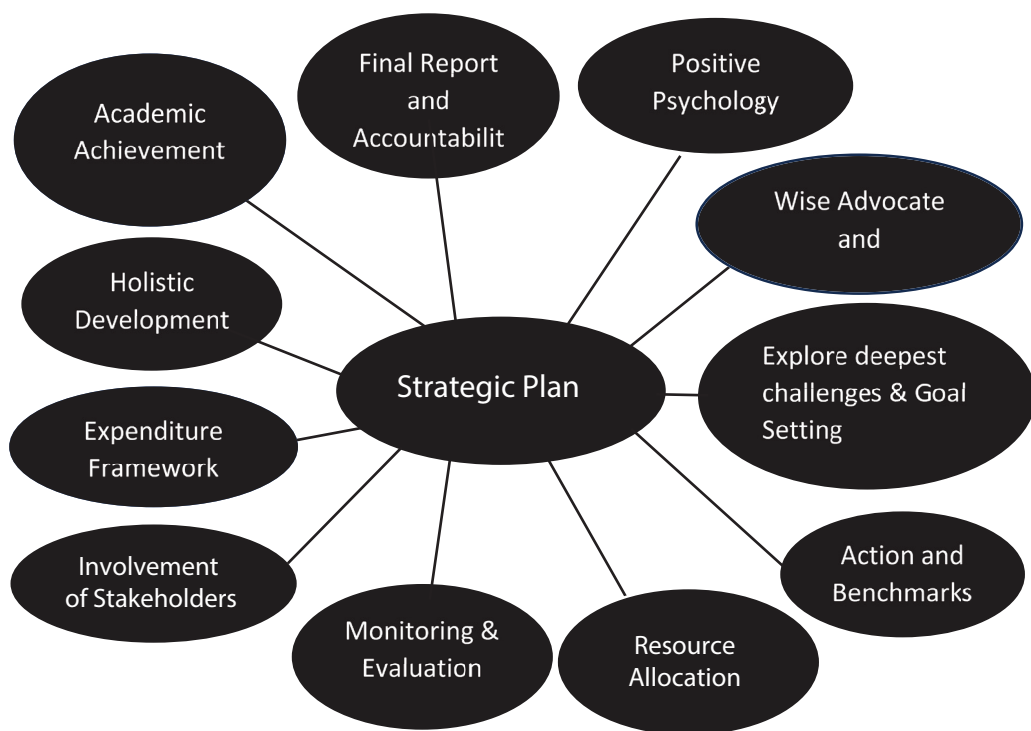 Final Report
and
Accountabilit
Positive
Psychology
Academic
Achievement
Wise Advocate
and
Holistic
Development
Explore deepest
challenges & Goal
Setting
Strategic Plan
Expenditure
Framework
Action and
Benchmarks
Involvement
of Stakeholders
Monitoring &
Evaluation
Resource
Allocation